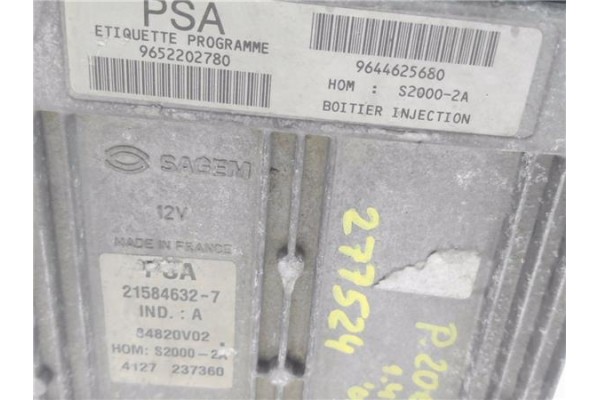 PSA
ETIQUETTE PROGRAMME
9652202780
9644625680
HOM : S2000-2A
BOITIER INJECTION
SAGEM
12V
MADE IN FRANCE
PSA
21584632-7
IND. : A
84820V02
HOM: S2000-2A
4127 237360
277524